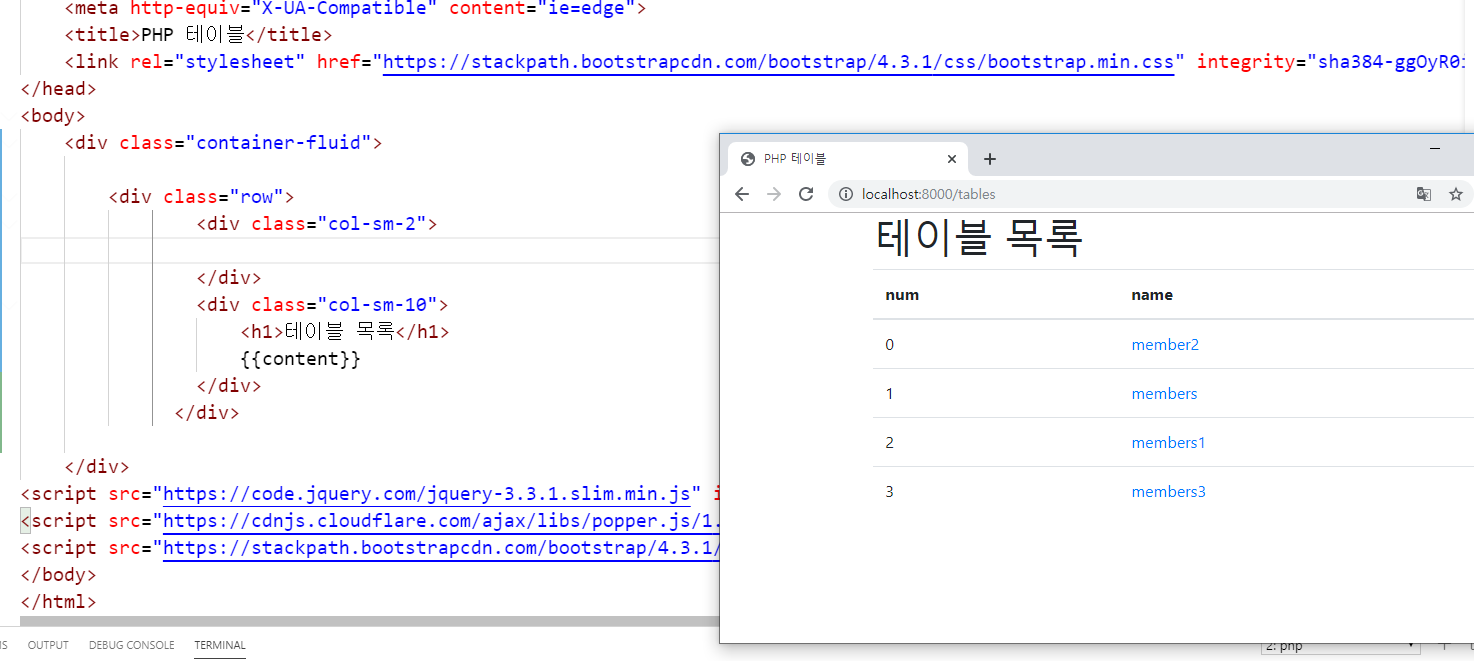 <meta http-equiv="X-UA-Compatible" content="ie=edge">
<title>PHP 테이블</title>
<link rel="stylesheet" href="https://stackpath.bootstrapcdn.com/bootstrap/4.3.1/css/bootstrap.min.css" integrity="sha384-ggOyR0i
</head>
<body>
<div class="container-fluid">
<div class="row">
<div class="col-sm-2">
</div>
<div class="col-sm-10">
<h1>테이블 목록</h1>
{{content}}
</div>
</div>
</div>
<script src="https://code.jquery.com/jquery-3.3.1.slim.min.js" i
<script src="https://cdnjs.cloudflare.com/ajax/libs/popper.js/1.
<script src="https://stackpath.bootstrapcdn.com/bootstrap/4.3.1/
</body>
</html>
PHP 테이블
localhost:8000/tables
테이블 목록
num name
0 member2
1 members
2 members1
3 members3
OUTPUT DEBUG CONSOLE TERMINAL
2: php